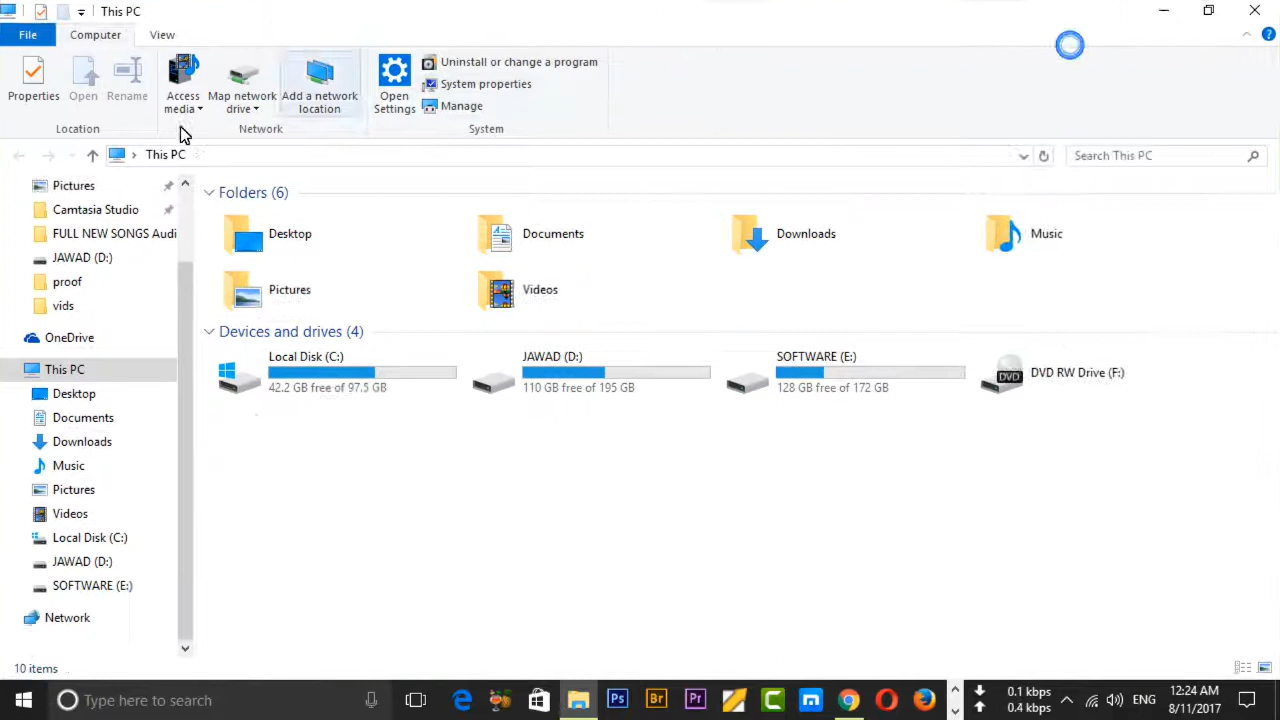 This PC
File
Computer
View
Properties
Open
Rename
Access media
Map network drive
Add a network location
Open Settings
Uninstall or change a program
System properties
Manage
Location
Network
System
This PC
Search This PC
Pictures
Camtasia Studio
FULL NEW SONGS Audi
JAWAD (D:)
proof
vids
OneDrive
This PC
Desktop
Documents
Downloads
Music
Pictures
Videos
Local Disk (C:)
JAWAD (D:)
SOFTWARE (E:)
Network
Folders (6)
Desktop
Documents
Downloads
Music
Pictures
Videos
Devices and drives (4)
Local Disk (C:)
42.2 GB free of 97.5 GB
JAWAD (D:)
110 GB free of 195 GB
SOFTWARE (E:)
128 GB free of 172 GB
DVD
DVD RW Drive (F:)
10 items
Type here to search
Ps
Br
Pr
0.1 kbps
0.4 kbps
ENG
12:24 AM
8/11/2017